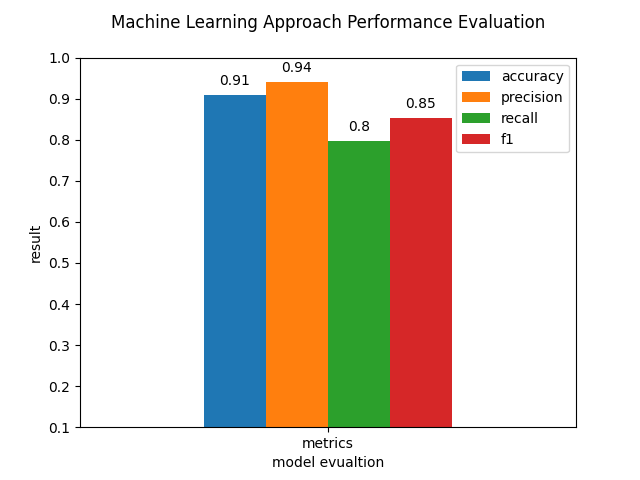 Machine Learning Approach Performance Evaluation
1.0
0.9
0.8
0.7
0.6
0.5
0.4
0.3
0.2
0.1
result
0.91
0.94
0.8
0.85
accuracy
precision
recall
f1
metrics
model evualtion